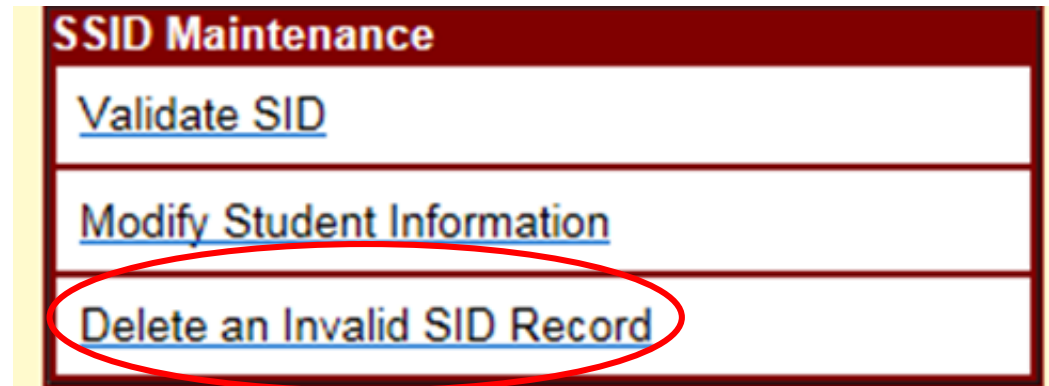 SSID Maintenance
Validate SID
Modify Student Information
Delete an Invalid SID Record